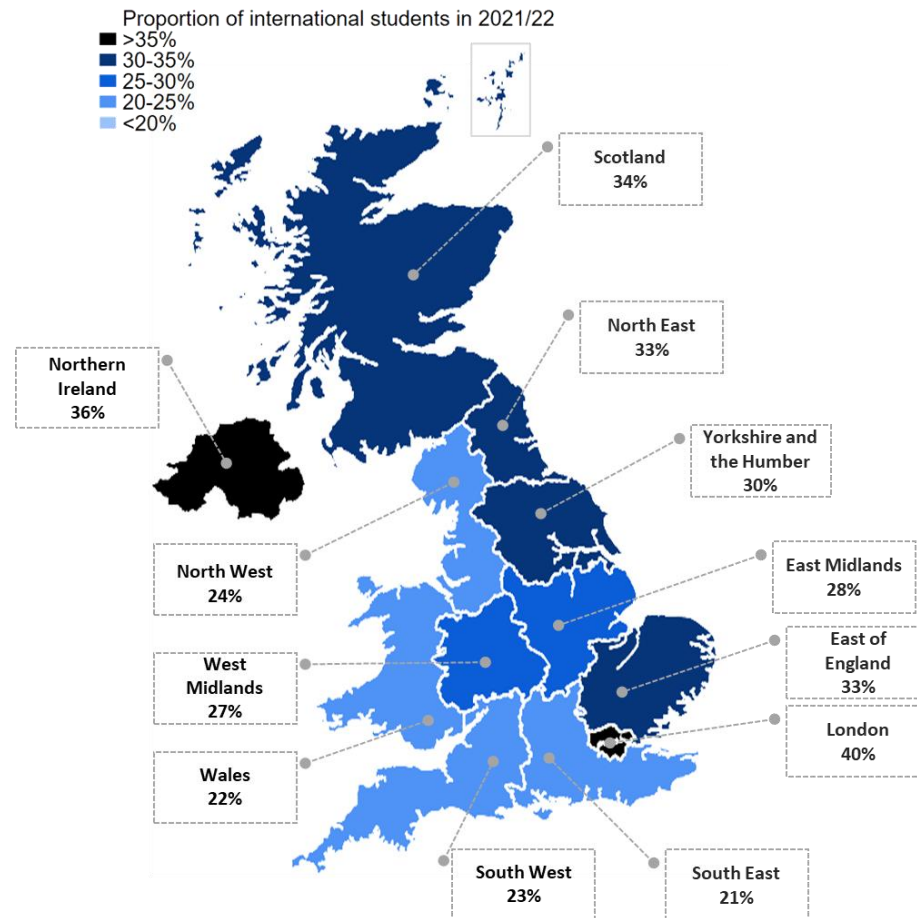 Proportion of international students in 2021/22
>35%
30-35%
25-30%
20-25%
<20%
Scotland
34%
North East
33%
Northern
Ireland
36%
Yorkshire and
the Humber
30%
North West
24%
East Midlands
28%
East of
England
33%
West
Midlands
27%
London
40%
Wales
22%
South West
23%
South East
21%